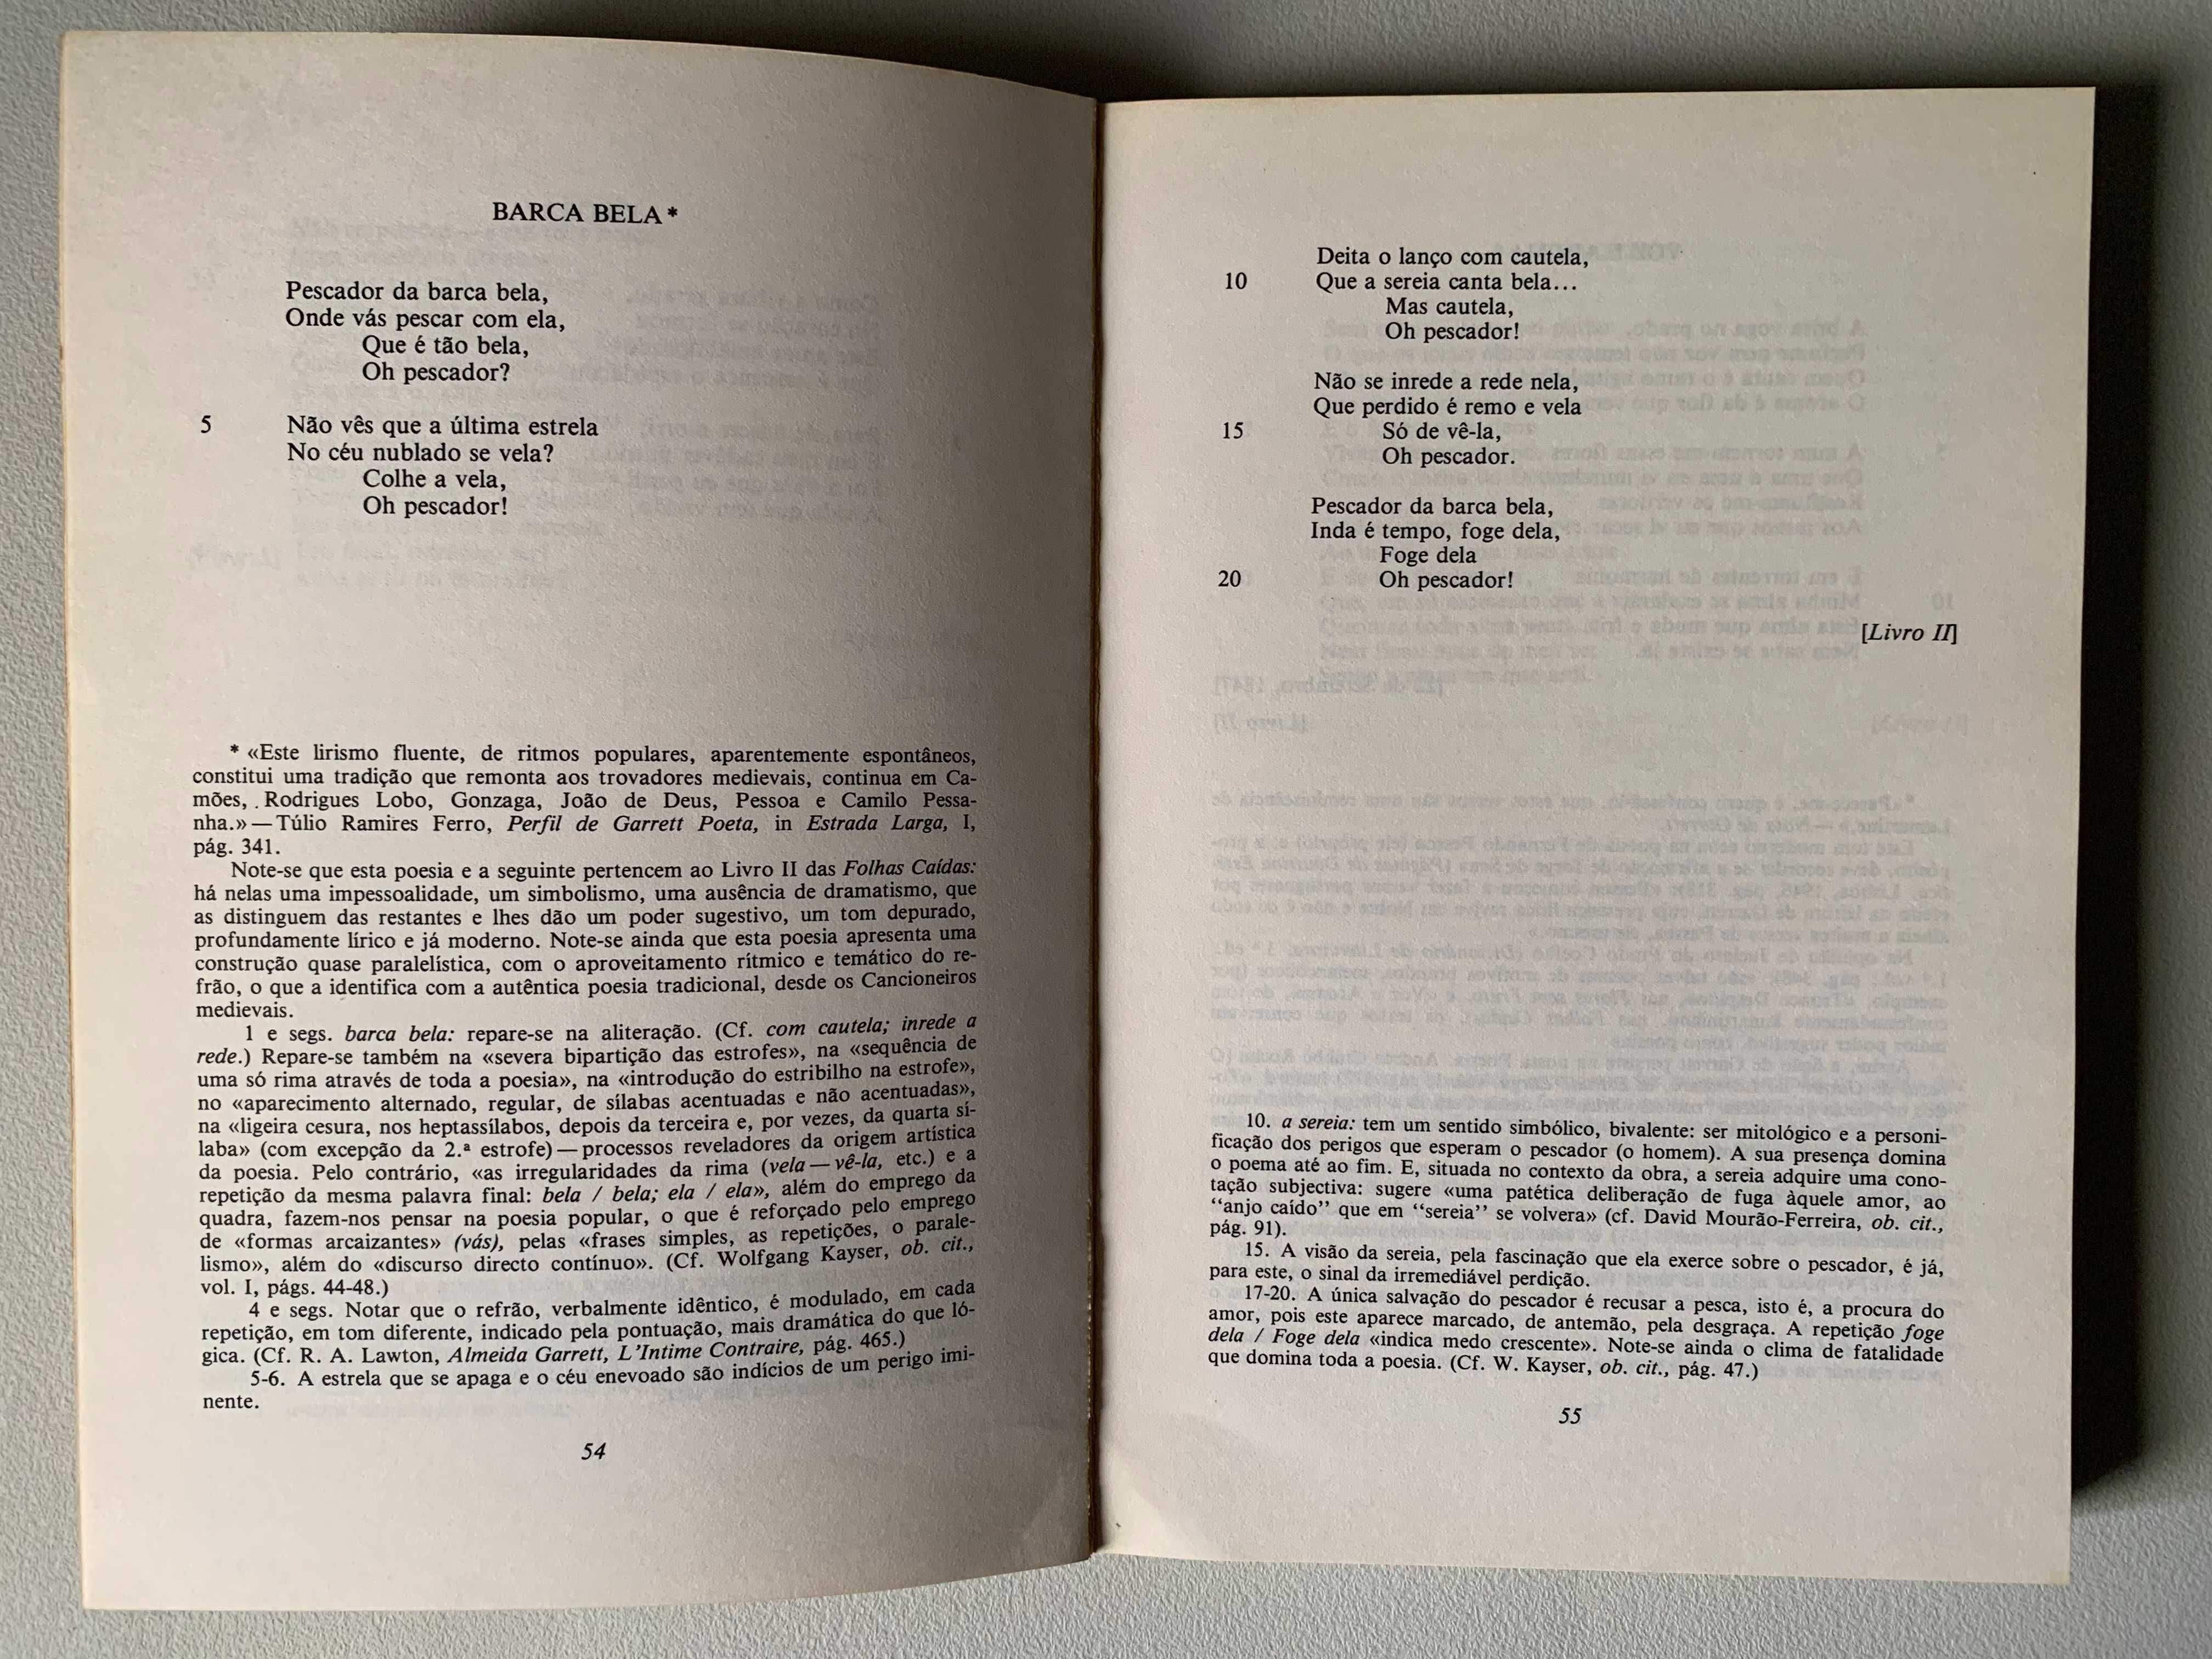 BARCA BELA *
Pescador da barca bela,
Onde vás pescar com ela,
Que é tão bela,
Oh pescador?
5 Não vês que a última estrela
No céu nublado se vela?
Colhe a vela,
Oh pescador!
* «Este lirismo fluente, de ritmos populares, aparentemente espontâneos,
constitui uma tradição que remonta aos trovadores medievais, continua em Ca-
mões, . Rodrigues Lobo, Gonzaga, João de Deus, Pessoa e Camilo Pessa-
nha.» — Túlio Ramires Ferro, Perfil de Garrett Poeta, in Estrada Larga, I,
pág. 341.
Note-se que esta poesia e a seguinte pertencem ao Livro II das Folhas Caídas:
há nelas uma impessoalidade, um simbolismo, uma ausência de dramatismo, que
as distinguem das restantes e lhes dão um poder sugestivo, um tom depurado,
profundamente lírico e já moderno. Note-se ainda que esta poesia apresenta uma
construção quase paralelística, com o aproveitamento rítmico e temático do re-
frão, o que a identifica com a autêntica poesia tradicional, desde os Cancioneiros
medievais.
1 e segs. barca bela: repare-se na aliteração. (Cf. com cautela; inrede a
rede.) Repare-se também na «severa bipartição das estrofes», na «sequência de
uma só rima através de toda a poesia», na «introdução do estribilho na estrofe»,
no «aparecimento alternado, regular, de sílabas acentuadas e não acentuadas»,
na «ligeira cesura, nos heptassílabos, depois da terceira e, por vezes, da quarta sí-
laba» (com excepção da 2.ª estrofe) — processos reveladores da origem artística
da poesia. Pelo contrário, «as irregularidades da rima (vela — vê-la, etc.) e a
repetição da mesma palavra final: bela / bela; ela / ela», além do emprego da
quadra, fazem-nos pensar na poesia popular, o que é reforçado pelo emprego
de «formas arcaizantes» (vás), pelas «frases simples, as repetições, o parale-
lismo», além do «discurso directo contínuo». (Cf. Wolfgang Kayser, ob. cit.,
vol. I, págs. 44-48.)
4 e segs. Notar que o refrão, verbalmente idêntico, é modulado, em cada
repetição, em tom diferente, indicado pela pontuação, mais dramática do que ló-
gica. (Cf. R. A. Lawton, Almeida Garrett, L'Intime Contraire, pág. 465.)
5-6. A estrela que se apaga e o céu enevoado são indícios de um perigo imi-
nente.
54
Deita o lanço com cautela,
10 Que a sereia canta bela...
Mas cautela,
Oh pescador!
Não se inrede a rede nela,
Que perdido é remo e vela
15 Só de vê-la,
Oh pescador.
Pescador da barca bela,
Inda é tempo, foge dela,
Foge dela
20 Oh pescador!
[Livro II]
10. a sereia: tem um sentido simbólico, bivalente: ser mitológico e a personi-
ficação dos perigos que esperam o pescador (o homem). A sua presença domina
o poema até ao fim. E, situada no contexto da obra, a sereia adquire uma cono-
tação subjectiva: sugere «uma patética deliberação de fuga àquele amor, ao
“anjo caído” que em “sereia” se volvera» (cf. David Mourão-Ferreira, ob. cit.,
pág. 91).
15. A visão da sereia, pela fascinação que ela exerce sobre o pescador, é já,
para este, o sinal da irremediável perdição.
17-20. A única salvação do pescador é recusar a pesca, isto é, a procura do
amor, pois este aparece marcado, de antemão, pela desgraça. A repetição foge
dela / Foge dela «indica medo crescente». Note-se ainda o clima de fatalidade
que domina toda a poesia. (Cf. W. Kayser, ob. cit., pág. 47.)
55